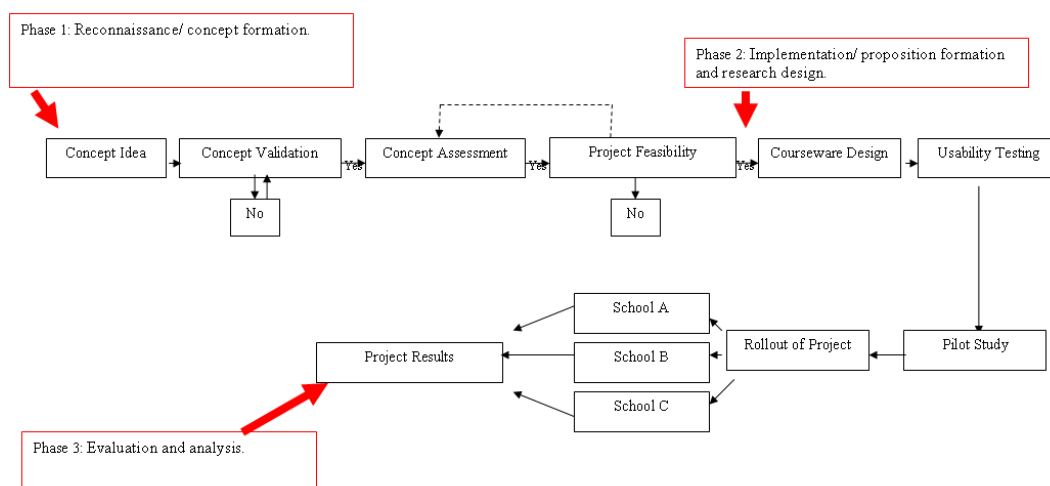 Phase 1: Reconnaissance/ concept formation.
Phase 2: Implementation/ proposition formation
and research design.
Concept Idea
Concept Validation
Yes
Concept Assessment
Yes
Project Feasibility
Yes
Courseware Design
Usability Testing
No
No
School A
School B
School C
Rollout of Project
Pilot Study
Project Results
Phase 3: Evaluation and analysis.